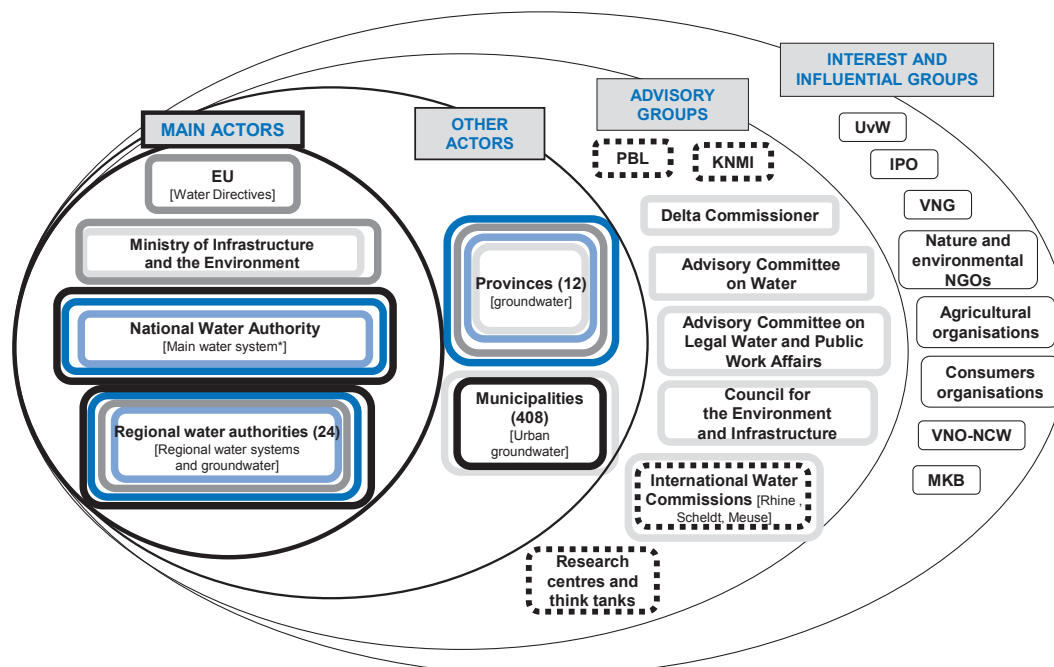 INTEREST AND
INFLUENTIAL GROUPS
ADVISORY
GROUPS
OTHER
ACTORS
MAIN ACTORS
EU
[Water Directives]
Ministry of Infrastructure
and the Environment
National Water Authority
[Main water system*]
Regional water authorities (24)
[Regional water systems
and groundwater]
Provinces (12)
[groundwater]
Municipalities
(408)
[Urban
groundwater]
PBL
KNMI
Delta Commissioner
Advisory Committee
on Water
Advisory Committee on
Legal Water and Public
Work Affairs
Council for
the Environment
and Infrastructure
International Water
Commissions [Rhine ,
Scheldt, Meuse]
Research
centres and
think tanks
UvW
IPO
VNG
Nature and
environmental
NGOs
Agricultural
organisations
Consumers
organisations
VNO-NCW
MKB